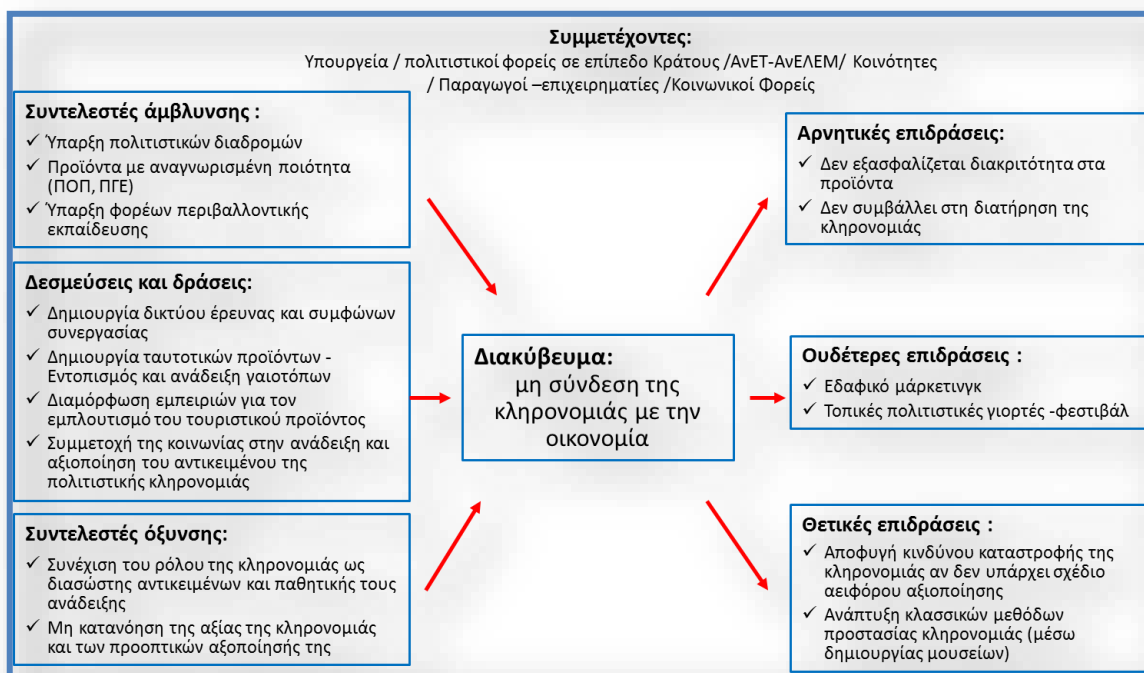 Συμμετέχοντες:
Υπουργεία / πολιτιστικοί φορείς σε επίπεδο Κράτους /ΑνΕΤ-ΑνΕΛΕΜ/ Κοινότητες
/ Παραγωγοί –επιχειρηματίες /Κοινωνικοί Φορείς
Συντελεστές άμβλυνσης :
✓ Ύπαρξη πολιτιστικών διαδρομών
✓ Προϊόντα με αναγνωρισμένη ποιότητα
(ΠΟΠ, ΠΓΕ)
✓ Ύπαρξη φορέων περιβαλλοντικής
εκπαίδευσης
Δεσμεύσεις και δράσεις:
✓ Δημιουργία δικτύου έρευνας και συμφώνων
συνεργασίας
✓ Δημιουργία ταυτοτικών προϊόντων -
Εντοπισμός και ανάδειξη γαιοτόπων
✓ Διαμόρφωση εμπειριών για τον
εμπλουτισμό του τουριστικού προϊόντος
✓ Συμμετοχή της κοινωνίας στην ανάδειξη και
αξιοποίηση του αντικειμένου της
πολιτιστικής κληρονομιάς
Συντελεστές όξυνσης:
✓ Συνέχιση του ρόλου της κληρονομιάς ως
διασώστης αντικειμένων και παθητικής τους
ανάδειξης
✓ Μη κατανόηση της αξίας της κληρονομιάς
και των προοπτικών αξοποίησής της
Διακύβευμα:
μη σύνδεση της
κληρονομιάς με την
οικονομία
Αρνητικές επιδράσεις:
✓ Δεν εξασφαλίζεται διακριτότητα στα
προϊόντα
✓ Δεν συμβάλλει στη διατήρηση της
κληρονομιάς
Ουδέτερες επιδράσεις :
✓ Εδαφικό μάρκετινγκ
✓ Τοπικές πολιτιστικές γιορτές -φεστιβάλ
Θετικές επιδράσεις :
✓ Αποφυγή κινδύνου καταστροφής της
κληρονομιάς αν δεν υπάρχει σχέδιο
αειφόρου αξιοποίησης
✓ Ανάπτυξη κλασσικών μεθόδων
προστασίας κληρονομιάς (μέσω
δημιουργίας μουσείων)